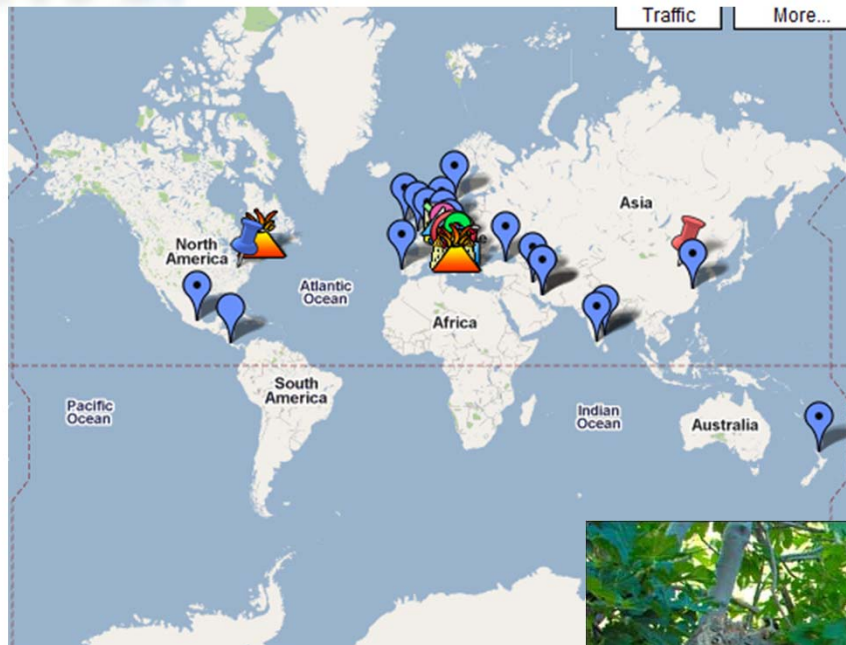 Traffic
More...
Asia
North
America
Atlantic
Ocean
Africa
South
America
Pacific
Ocean
Indian
Ocean
Australia